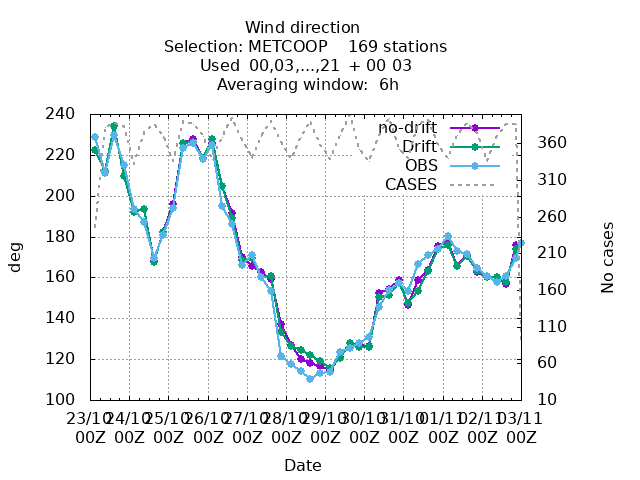 Wind direction
Selection: METCOOP 169 stations
Used 00,03,...,21 + 00 03
Averaging window: 6h
no-drift
Drift
OBS
CASES
240
220
200
180
160
140
120
100
360
310
260
210
160
110
60
10
deg
No cases
23/10 24/10 25/10 26/10 27/10 28/10 29/10 30/10 31/10 01/11 02/11 03/11
00Z 00Z 00Z 00Z 00Z 00Z 00Z 00Z 00Z 00Z 00Z 00Z
Date